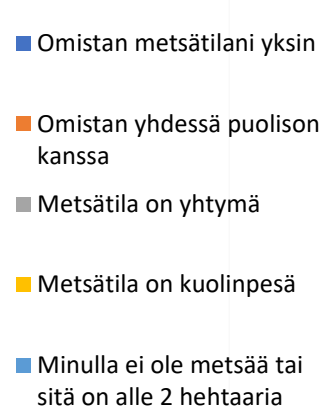 Omistan metsätilani yksin
Omistan yhdessä puolison
kanssa
Metsätila on yhtymä
Metsätila on kuolinpesä
Minulla ei ole metsää tai
sitä on alle 2 hehtaaria